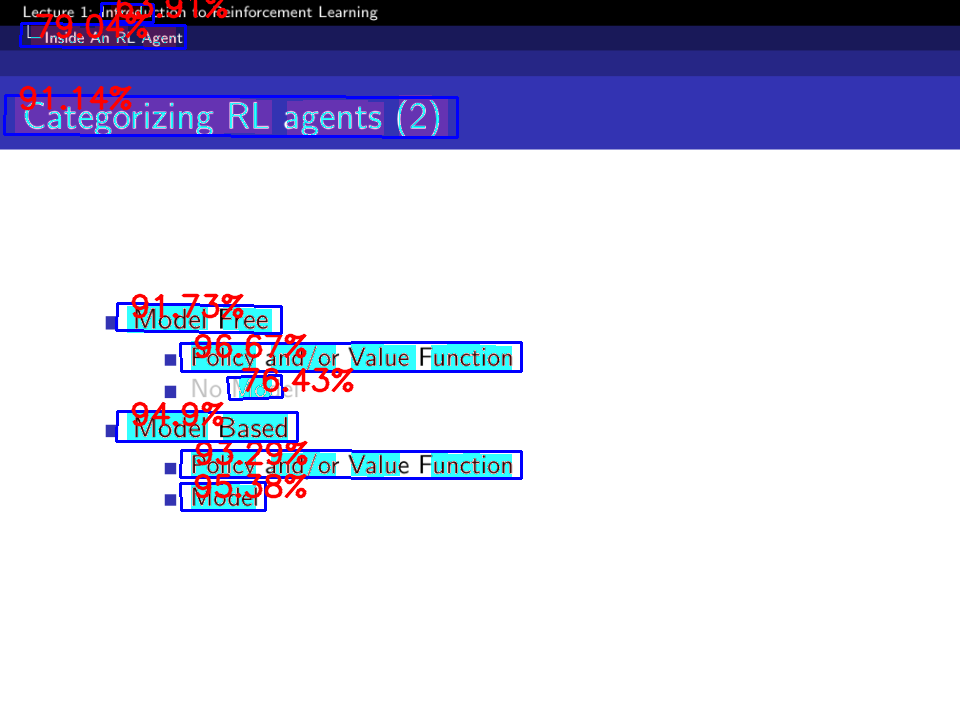 Lecture 1: Introduction to Reinforcement Learning
63.91%
79.04%
Inside An RL Agent
91.14%
Categorizing RL agents (2)
91.73%
Model Free
96.67%
Policy and/or Value Function
76.43%
No Model
94.9%
Model Based
93.29%
Policy and/or Value Function
95.38%
Model